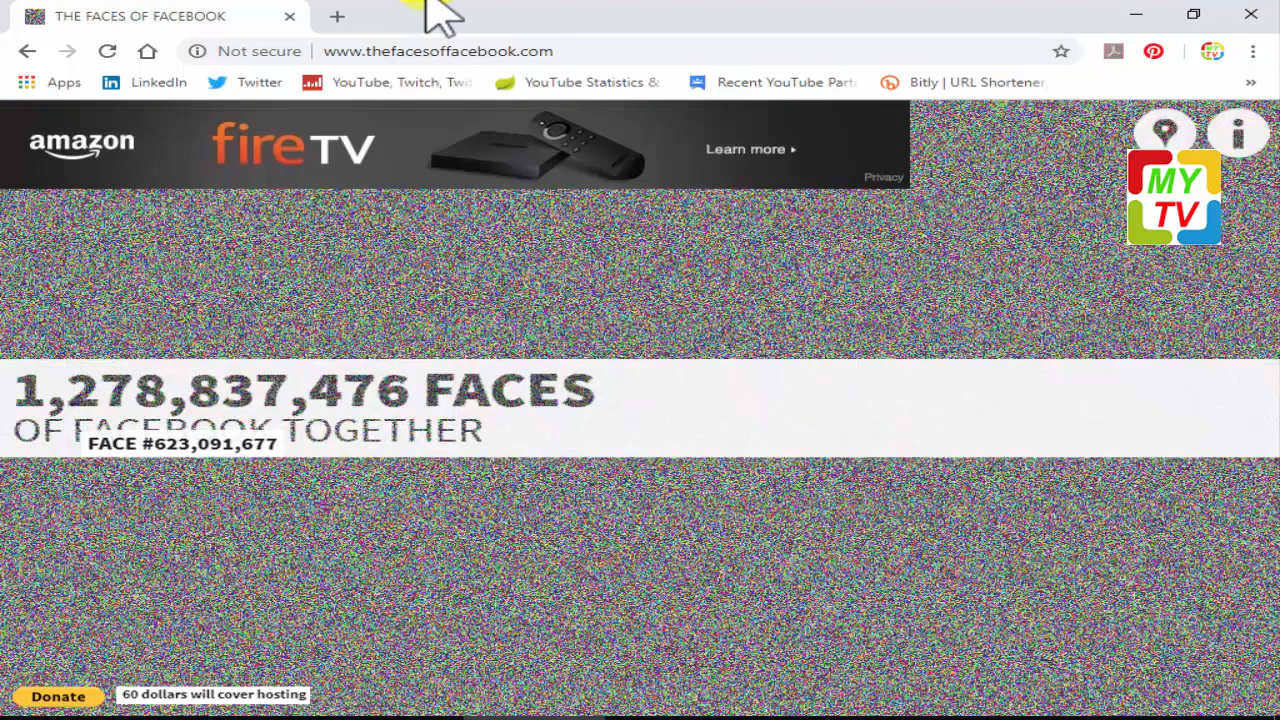 THE FACES OF FACEBOOK
Not secure
www.thefacesoffacebook.com
Apps
LinkedIn
Twitter
YouTube, Twitch, Twi
YouTube Statistics &
Recent YouTube Part
Bitly | URL Shortener
amazon
fireTV
Learn more
Privacy
MY
TV
1,278,837,476 FACES
OF FACEBOOK TOGETHER
FACE #623,091,677
Donate
60 dollars will cover hosting